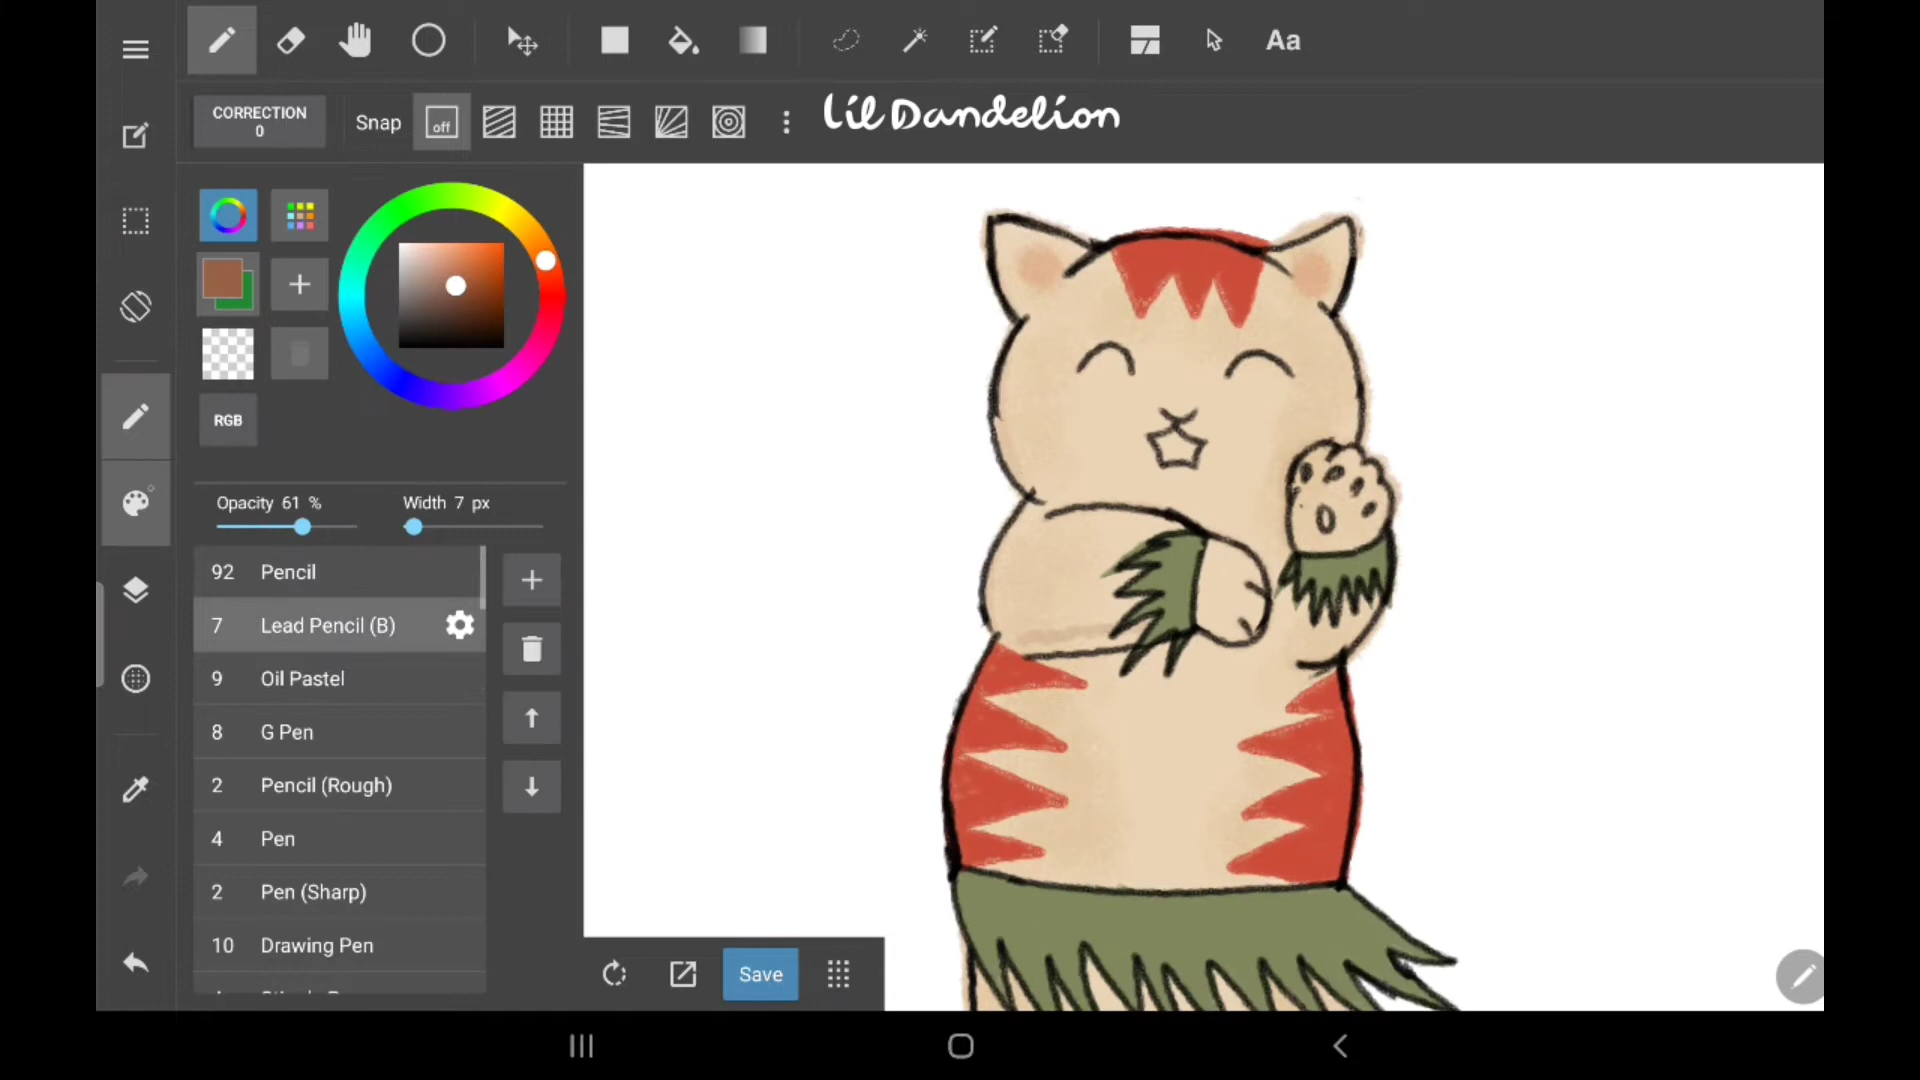 CORRECTION
0
Snap
off
Lil Dandelion
Aa
RGB
Opacity 61 %
Width 7 px
92 Pencil
7 Lead Pencil (B)
9 Oil Pastel
8 G Pen
2 Pencil (Rough)
4 Pen
2 Pen (Sharp)
10 Drawing Pen
Save